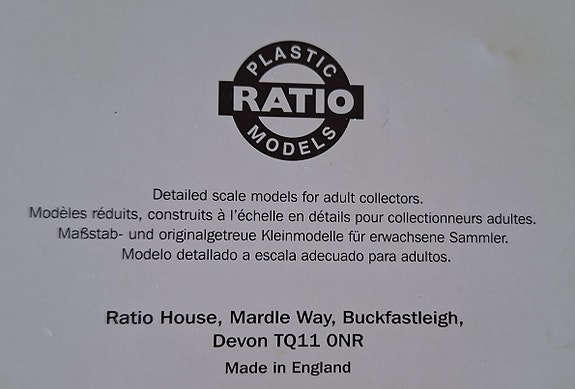 PLASTIC
RATIO
MODELS
Detailed scale models for adult collectors.
Modèles réduits, construits à l'échelle en détails pour collectionneurs adultes.
Maßstab- und originalgetreue Kleinmodelle für erwachsene Sammler.
Modelo detallado a escala adecuado para adultos.
Ratio House, Mardle Way, Buckfastleigh,
Devon TQ11 0NR
Made in England